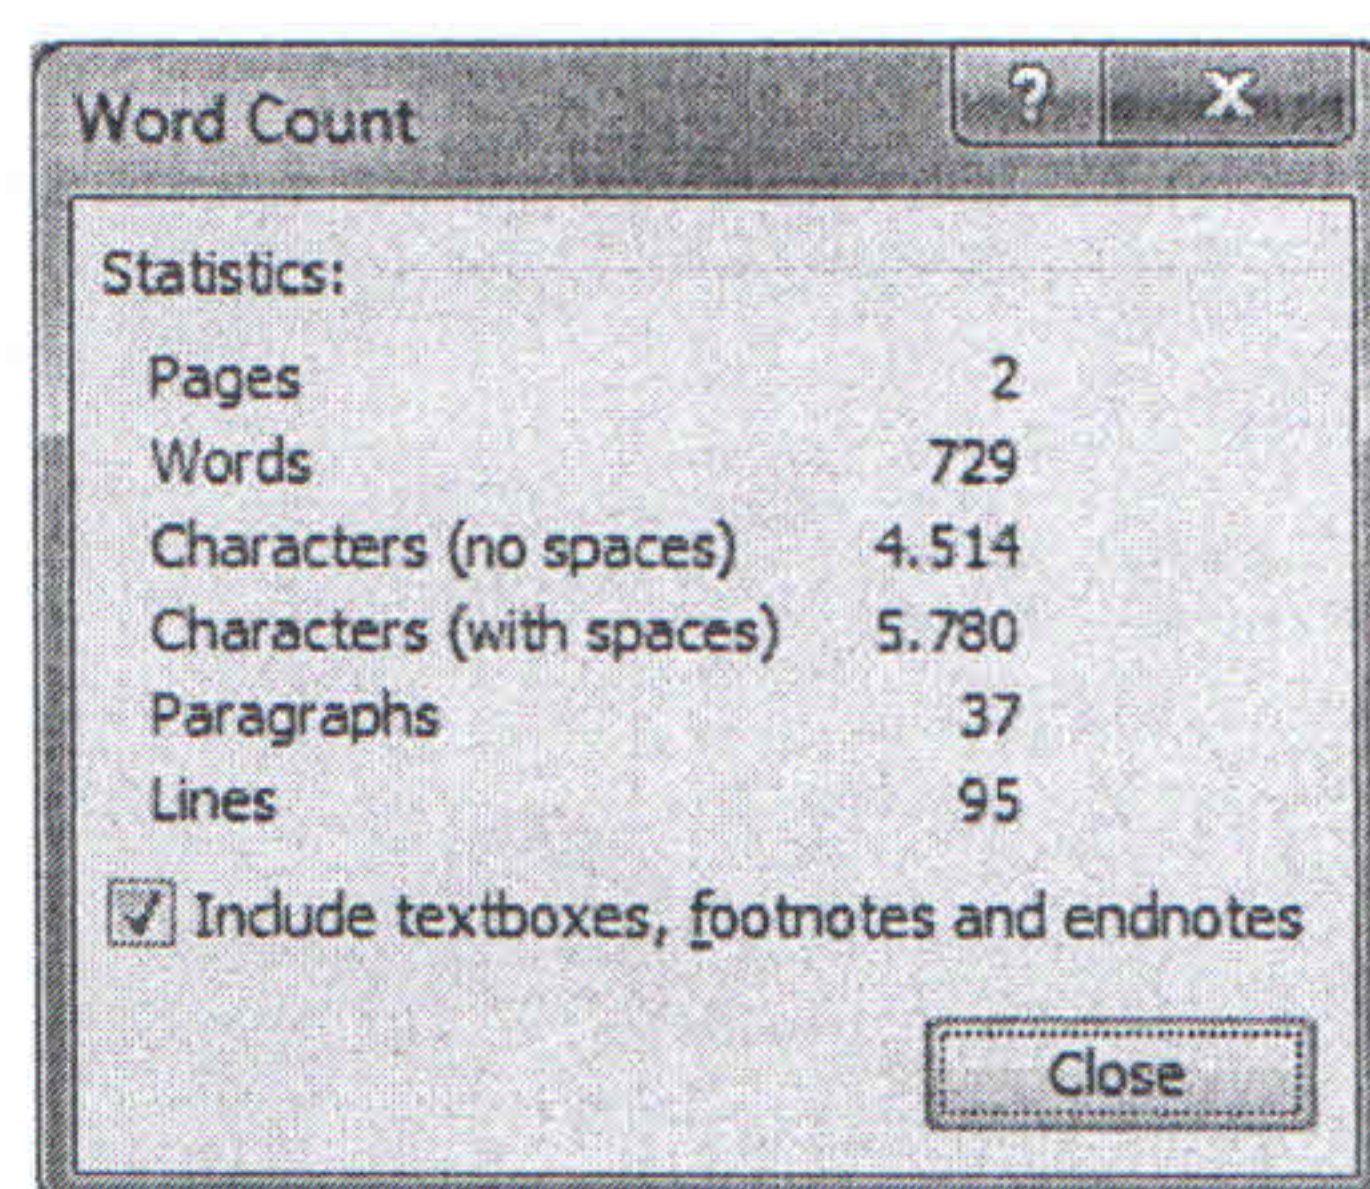 Word Count
Statistics:
Pages 2
Words 729
Characters (no spaces) 4.514
Characters (with spaces) 5.780
Paragraphs 37
Lines 95
Include textboxes, footnotes and endnotes
Close